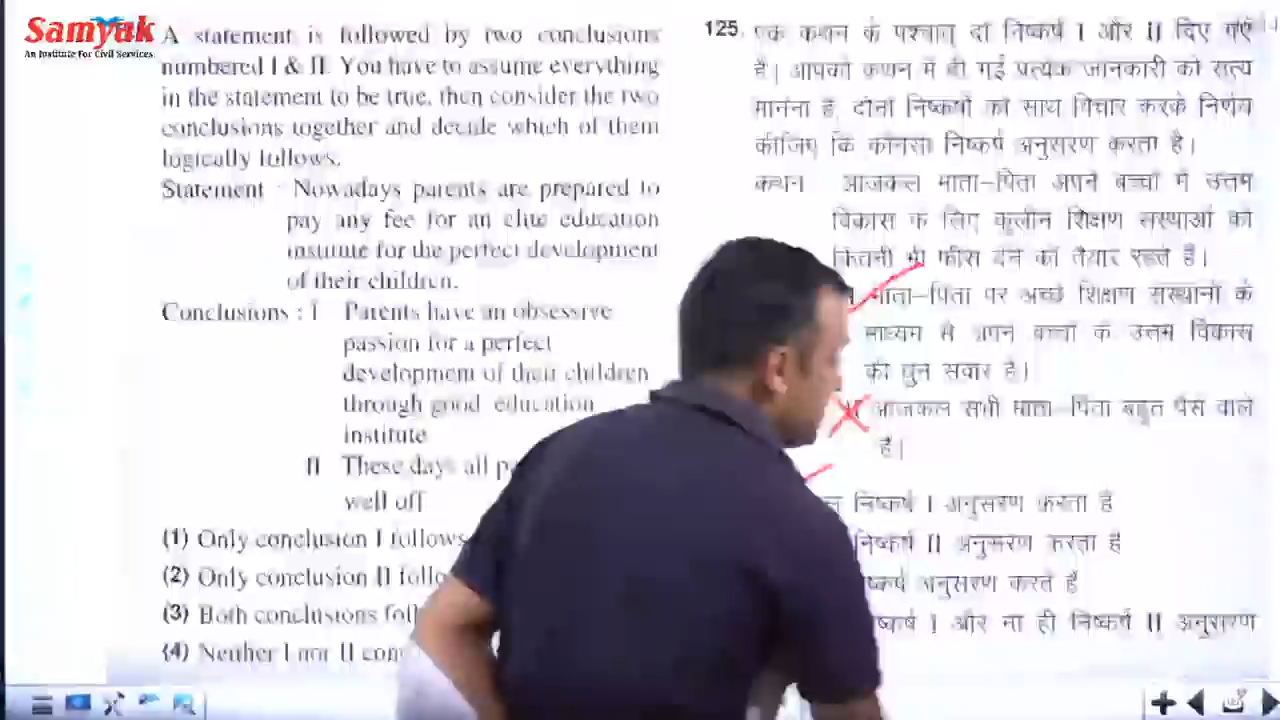 Samyak
An Institute For Civil Services
A statement is followed by two conclusions
numbered I & II. You have to assume everything
in the statement to be true, then consider the two
conclusions together and decide which of them
logically follows.
Statement : Nowadays parents are prepared to
pay any fee for an elite education
institute for the perfect development
of their children.
Conclusions : I Parents have an obsessive
passion for a perfect
development of their children
through good education
institute
II These days all
well off
(1) Only conclusion I follows
(2) Only conclusion II
(3) Both conclusions
(4) Neither I nor II
125. एक कथन के पश्चात् दो निष्कर्ष I और II दिए गए
है। आपको कथन में दी गई प्रत्येक जानकारी को सत्य
मानना है, दोनों निष्कर्षों को साथ विचार करके निर्णय
कीजिए कि कौनसा निष्कर्ष अनुसरण करता है।
कथन आजकल माता-पिता अपने बच्चों में उत्तम
विकास के लिए कुलीन शिक्षण संस्थाओं को
कितनी भी फीस देने को तैयार रहते हैं।
माता-पिता पर अच्छे शिक्षण संस्थानों के
माध्यम से अपने बच्चों के उत्तम विकास
की धुन सवार है।
आजकल सभी माता-पिता बहुत पैसे वाले
हैं।
निष्कर्ष I अनुसरण करता है
निष्कर्ष II अनुसरण करता है
अनुसरण करते हैं
I और ना ही निष्कर्ष II अनुसरण